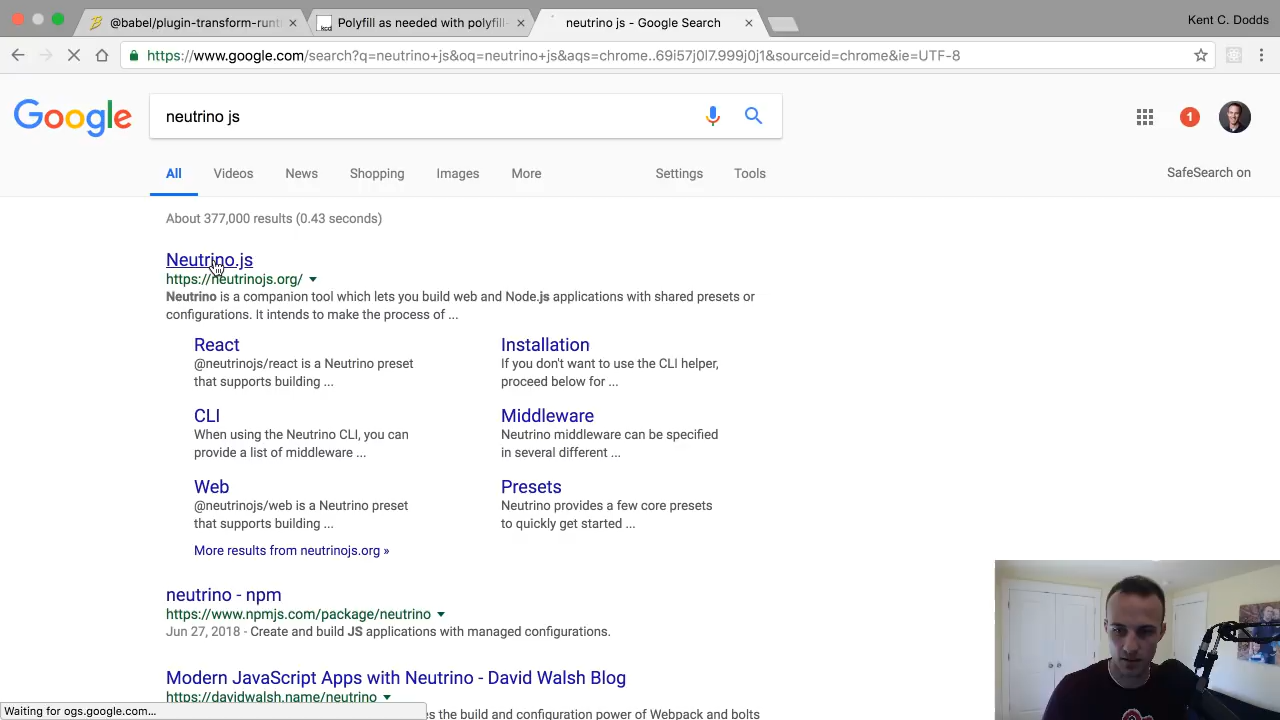 @babel/plugin-transform-runt
Polyfill as needed with polyfill-
neutrino js - Google Search
Kent C. Dodds
https://www.google.com/search?q=neutrino+js&oq=neutrino+js&aqs=chrome..69i57j0l7.999j0j1&sourceid=chrome&ie=UTF-8
Google
neutrino js
1
All
Videos
News
Shopping
Images
More
Settings
Tools
SafeSearch on
About 377,000 results (0.43 seconds)
Neutrino.js
https://neutrinojs.org/
Neutrino is a companion tool which lets you build web and Node.js applications with shared presets or
configurations. It intends to make the process of ...
React
@neutrinojs/react is a Neutrino preset
that supports building ...
Installation
If you don't want to use the CLI helper,
proceed below for ...
CLI
When using the Neutrino CLI, you can
provide a list of middleware ...
Middleware
Neutrino middleware can be specified
in several different ...
Web
@neutrinojs/web is a Neutrino preset
that supports building ...
Presets
Neutrino provides a few core presets
to quickly get started ...
More results from neutrinojs.org »
neutrino - npm
https://www.npmjs.com/package/neutrino
Jun 27, 2018 - Create and build JS applications with managed configurations.
Modern JavaScript Apps with Neutrino - David Walsh Blog
https://davidwalsh.name/neutrino
Waiting for ogs.google.com...
es the build and configuration power of Webpack and bolts